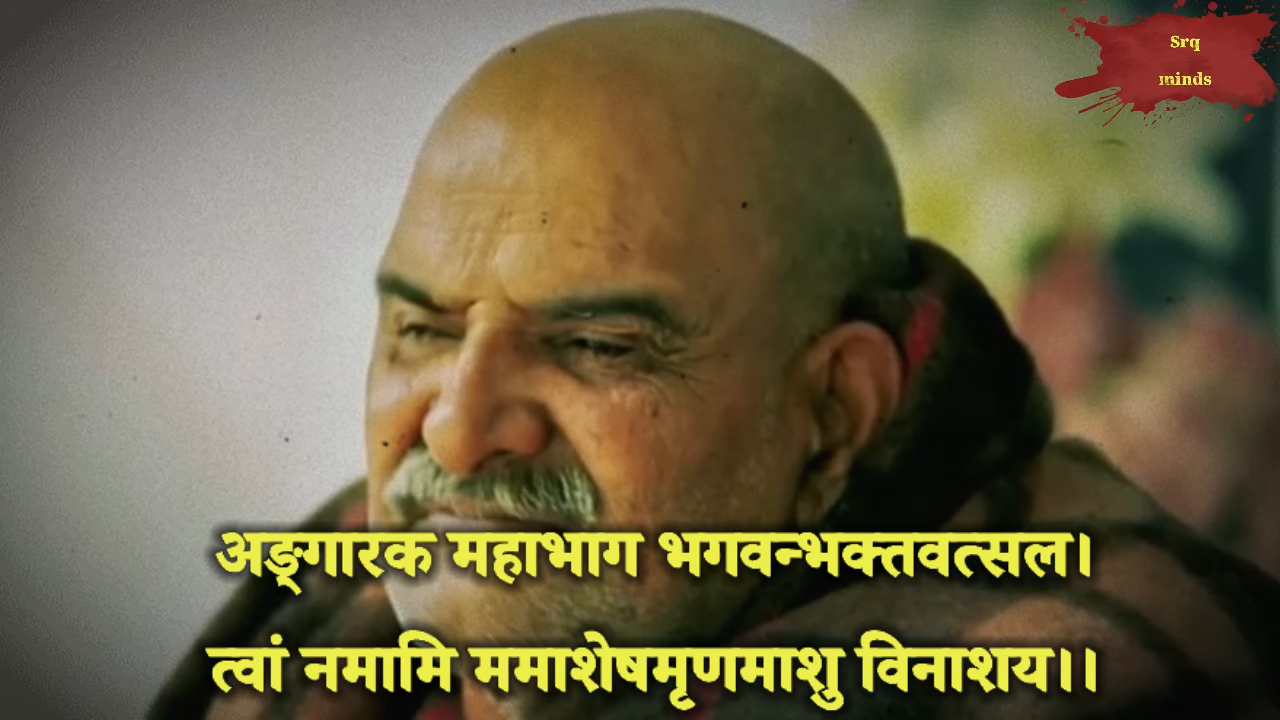 Srq
minds
अङ्गारक महाभाग भगवन्भक्तवत्सल।
त्वां नमामि ममाशेषमृणमाशु विनाशय।।